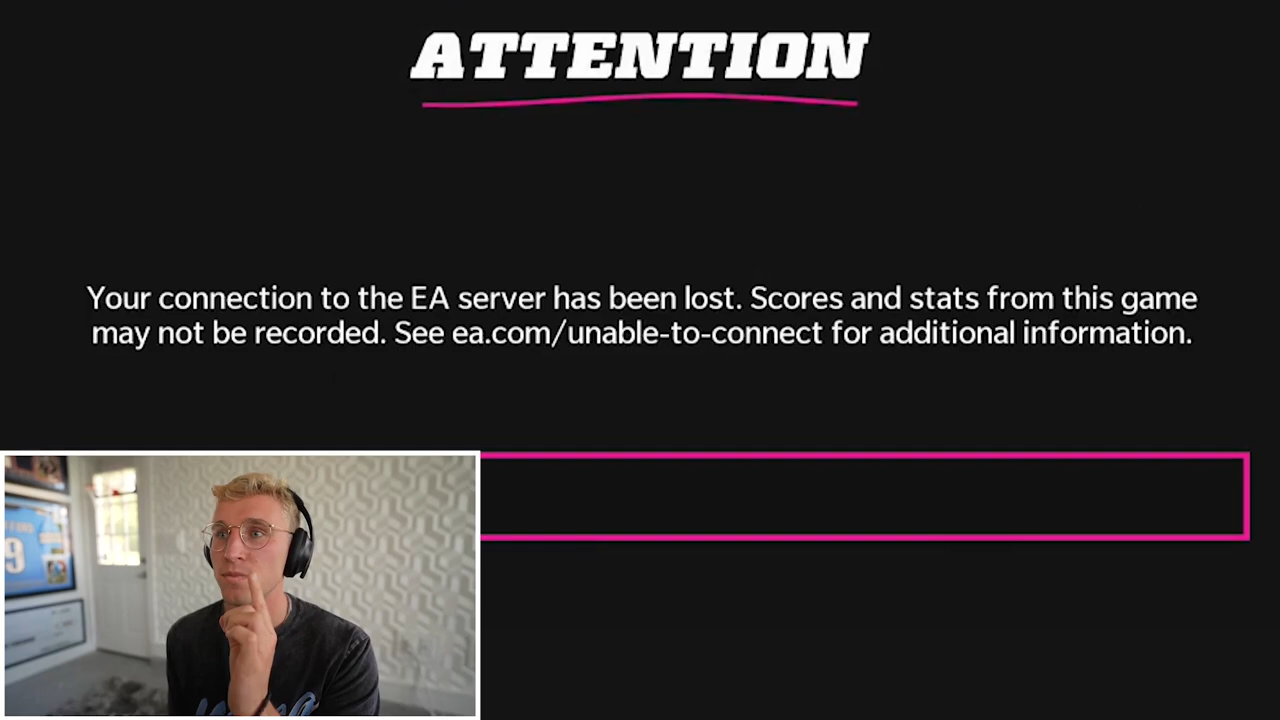 ATTENTION
Your connection to the EA server has been lost. Scores and stats from this game
may not be recorded. See ea.com/unable-to-connect for additional information.
9